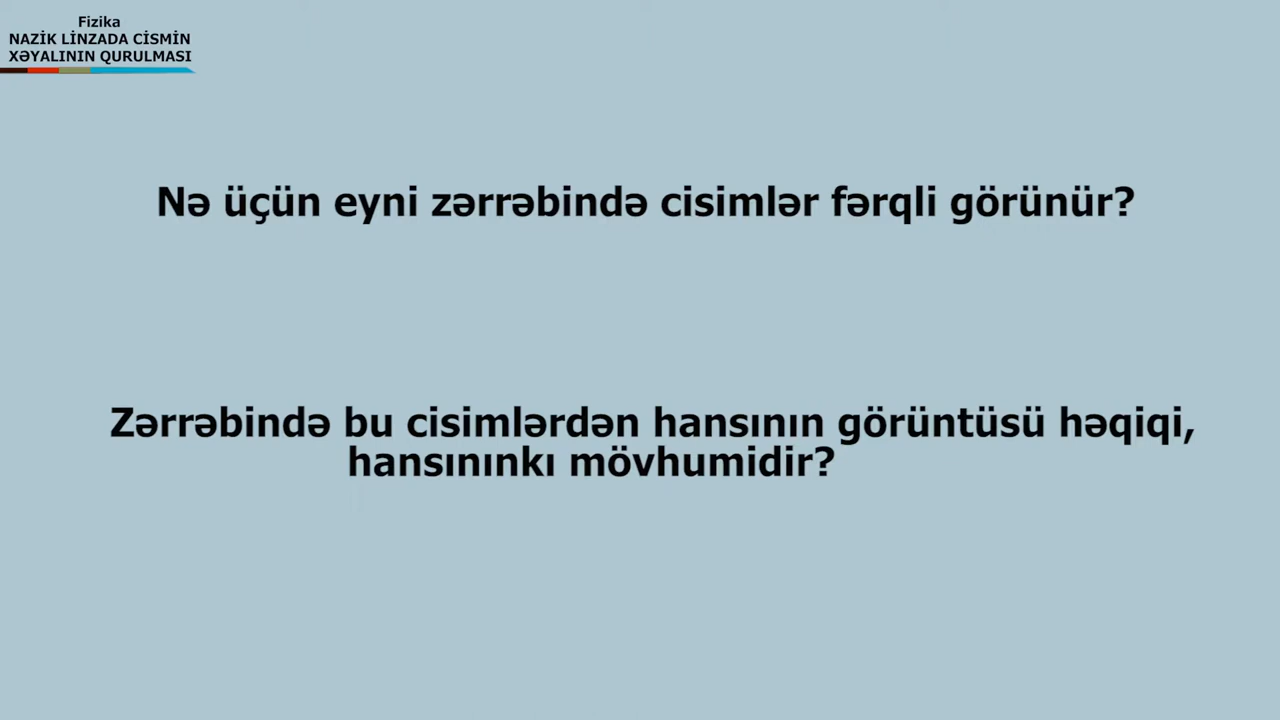 Fizika
NAZİK LİNZADA CİSMİN
XƏYALININ QURULMASI
Nə üçün eyni zərrəbində cisimlər fərqli görünür?
Zərrəbində bu cisimlərdən hansının görüntüsü həqiqi,
hansınınkı mövhumidir?